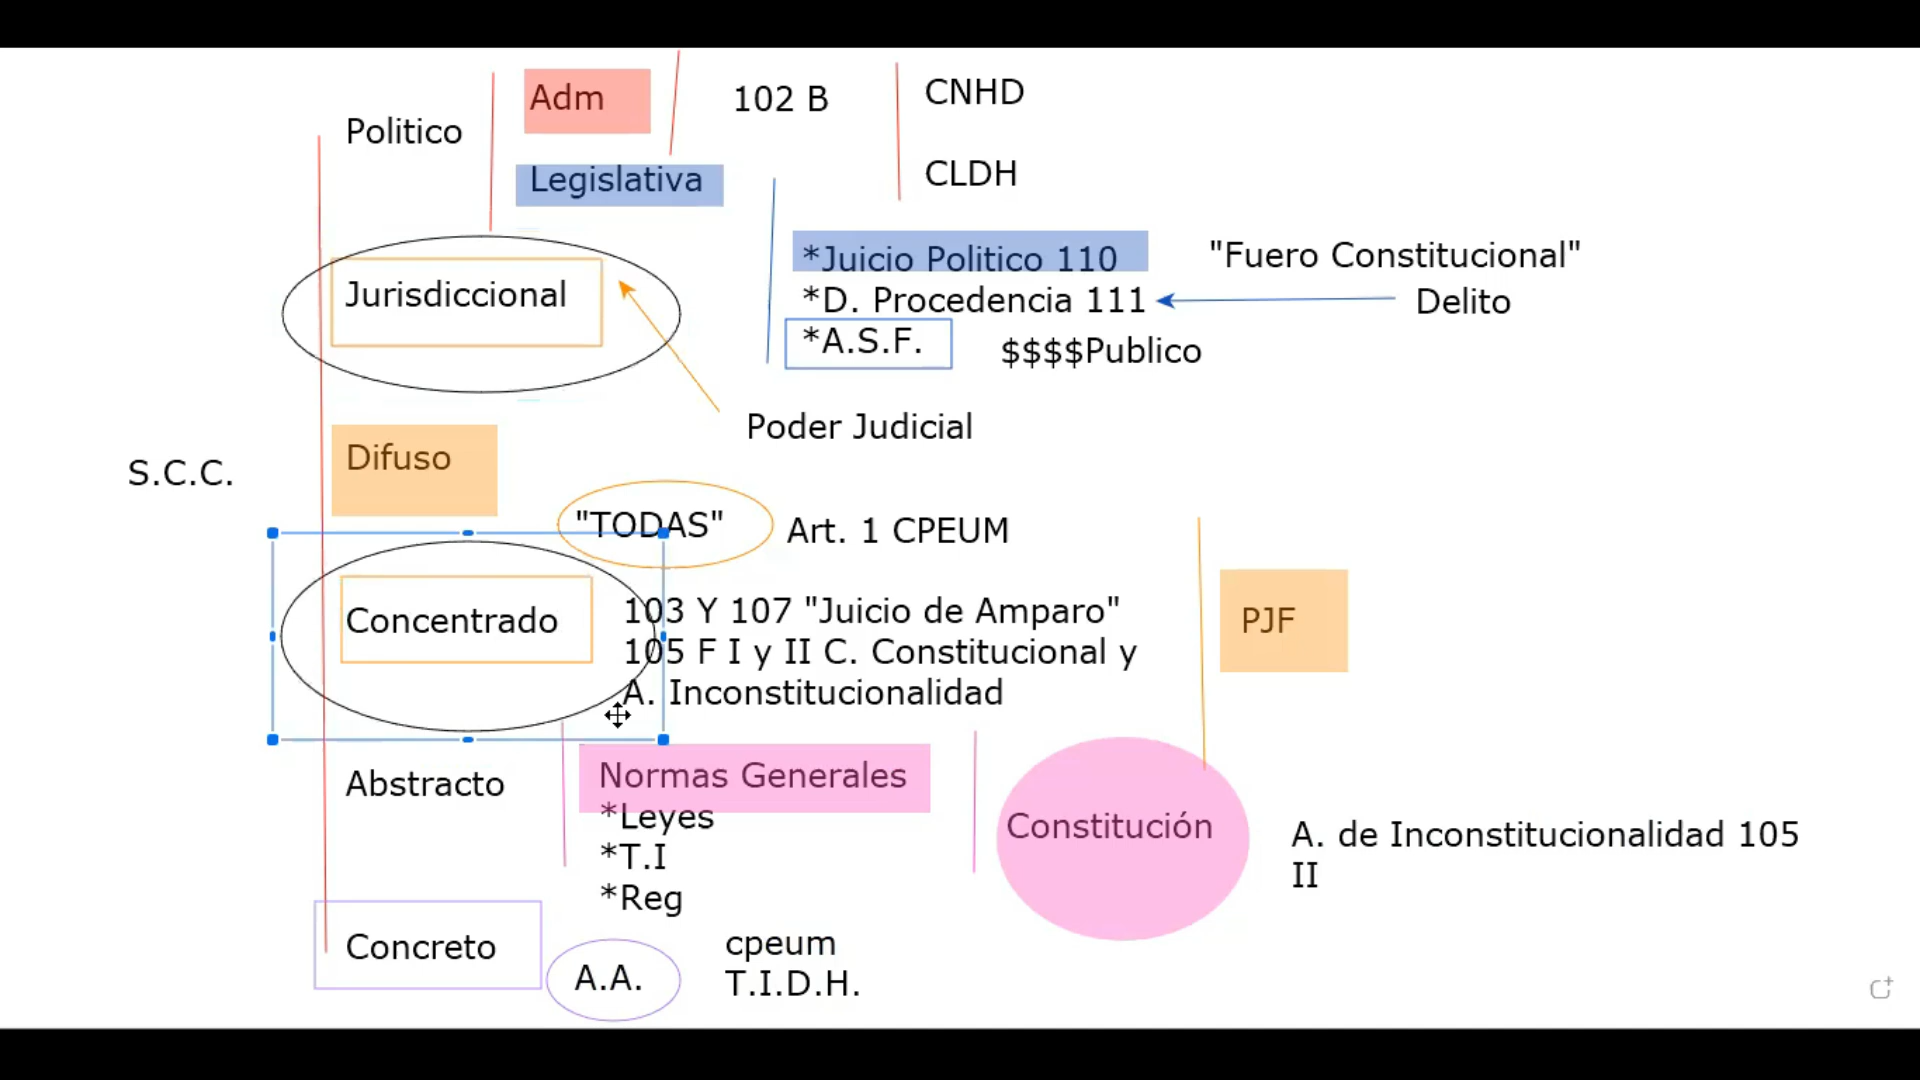 Politico
Adm
102 B
CNHD
CLDH
Legislativa
*Juicio Politico 110
*D. Procedencia 111
*A.S.F.
"Fuero Constitucional"
Delito
$$$$Publico
Jurisdiccional
Poder Judicial
S.C.C.
Difuso
"TODAS"
Art. 1 CPEUM
Concentrado
103 Y 107 "Juicio de Amparo"
105 F I y II C. Constitucional y
A. Inconstitucionalidad
PJF
Abstracto
Normas Generales
*Leyes
*T.I
*Reg
Constitución
A. de Inconstitucionalidad 105
II
Concreto
A.A.
cpeum
T.I.D.H.